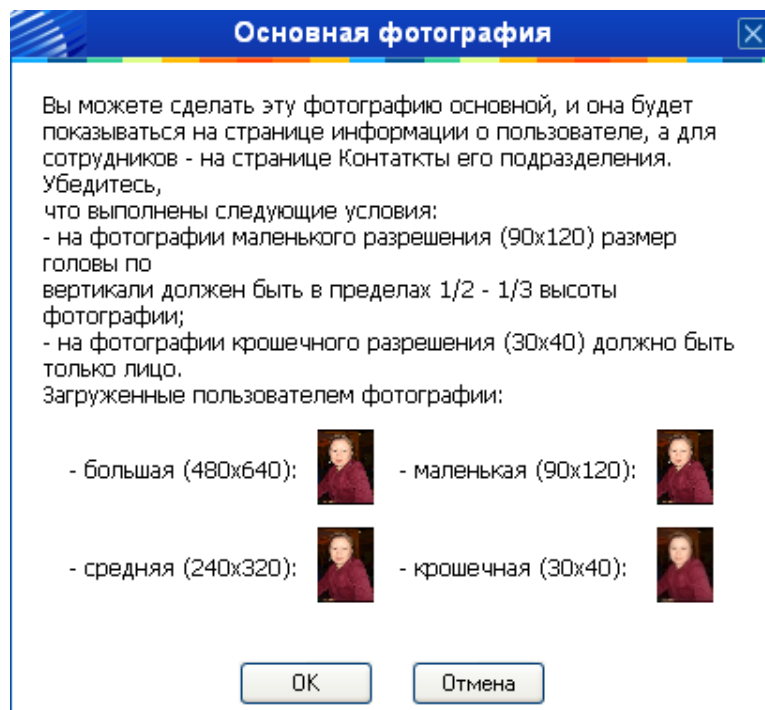 Основная фотография
Вы можете сделать эту фотографию основной, и она будет
показываться на странице информации о пользователе, а для
сотрудников - на странице Контаткты его подразделения.
Убедитесь,
что выполнены следующие условия:
- на фотографии маленького разрешения (90x120) размер
головы по
вертикали должен быть в пределах 1/2 - 1/3 высоты
фотографии;
- на фотографии крошечного разрешения (30x40) должно быть
только лицо.
Загруженные пользователем фотографии:
- большая (480x640): - маленькая (90x120):
- средняя (240x320): - крошечная (30x40):
OK Отмена